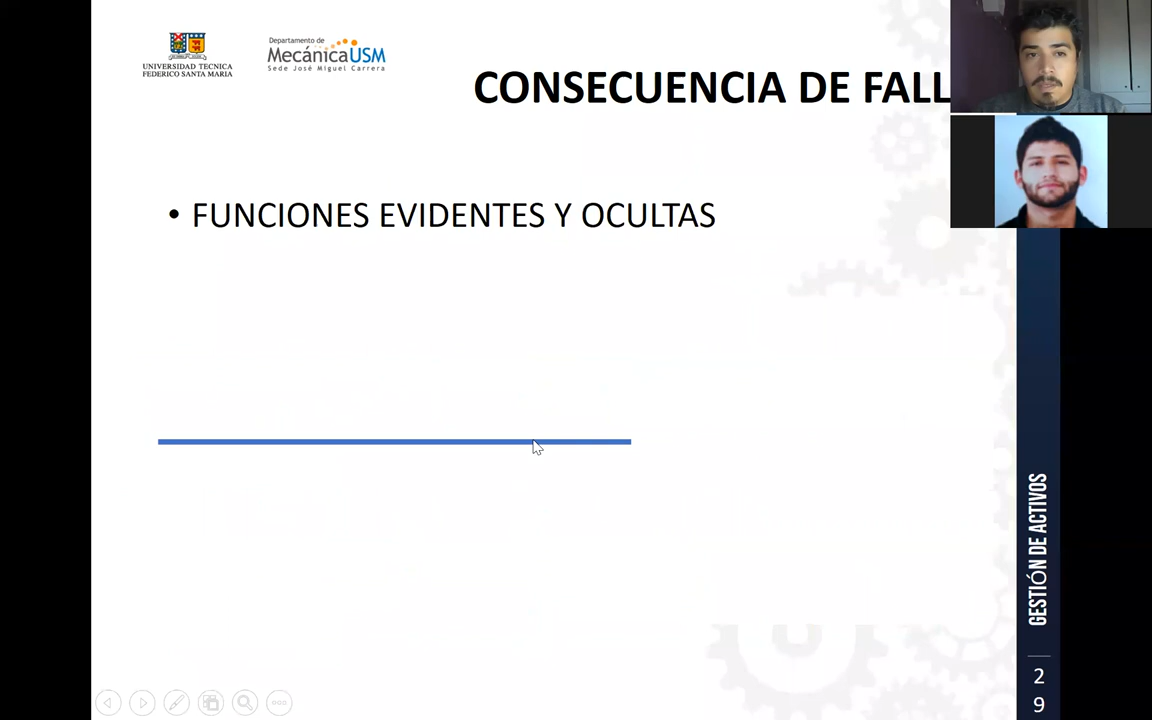 UNIVERSIDAD TECNICA
FEDERICO SANTA MARIA
Departamento de
MecánicaUSM
Sede José Miguel Carrera
CONSECUENCIA DE FALL
• FUNCIONES EVIDENTES Y OCULTAS
GESTIÓN DE ACTIVOS
2
9